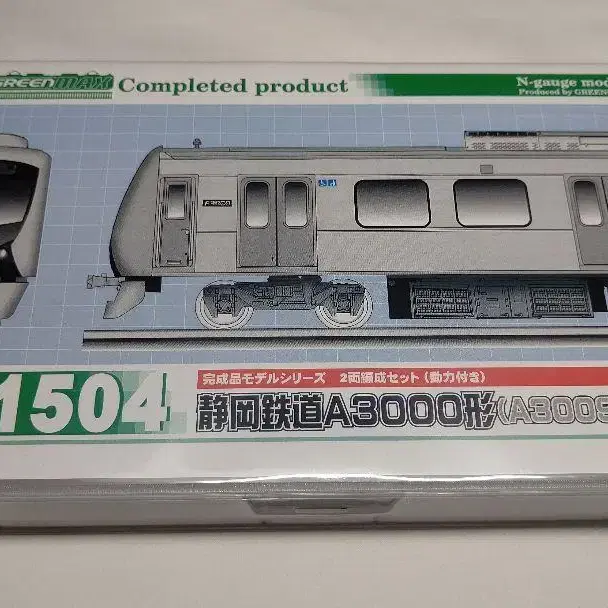 GREENMAX Completed product
N-gauge mod
Produced by GREEN
1504
完成品モデルシリーズ 2両編成セット(動力付き)
静岡鉄道A3000形(A3009